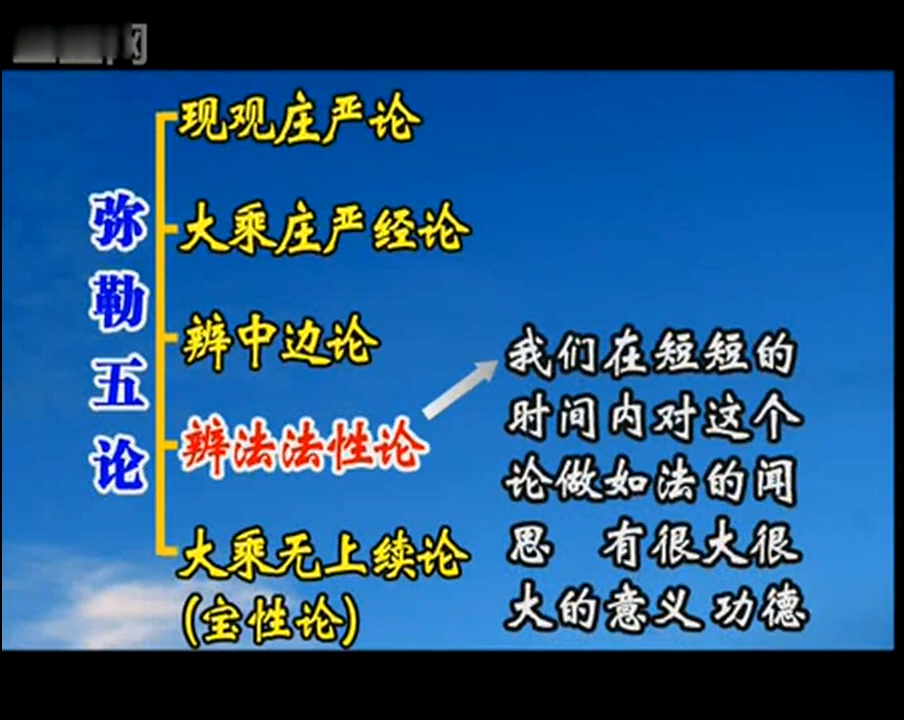 网
弥勒五论
现观庄严论
大乘庄严经论
辨中边论
辨法法性论
大乘无上续论
(宝性论)
我们在短短的
时间内对这个
论做如法的闻
思 有很大很
大的意义功德